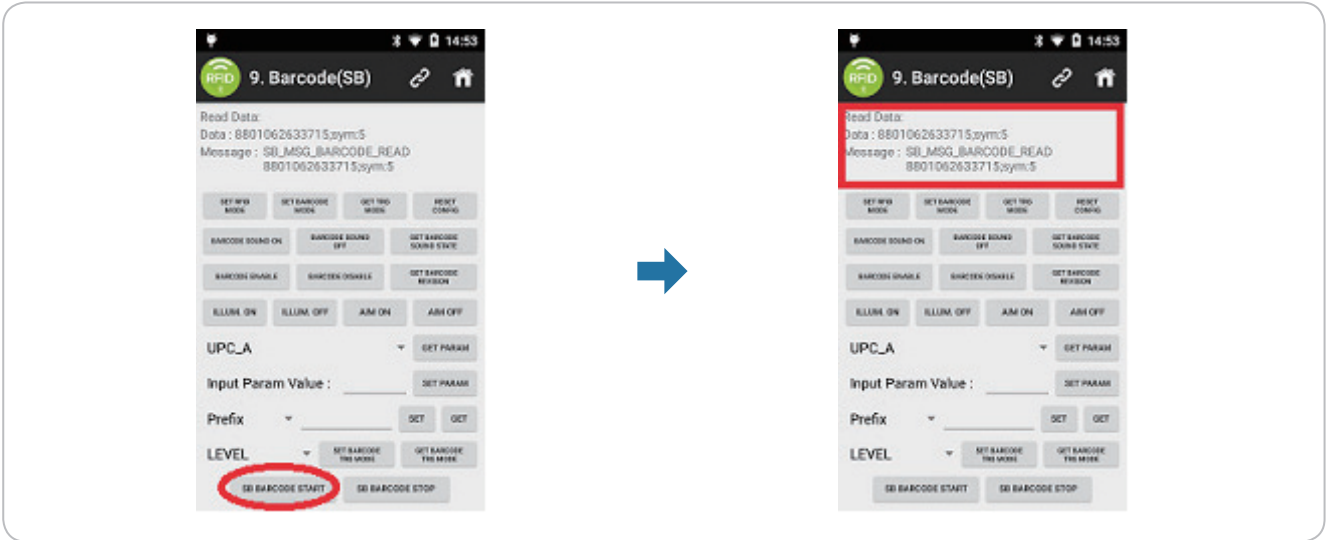 14:53
RFID 9. Barcode(SB)
Read Data:
Data : 8801062633715;sym:5
Message : SB_MSG_BARCODE_READ
8801062633715;sym:5
SET RFID MODE SET BARCODE MODE GET TRG MODE RESET CONFIG
BARCODE SOUND ON BARCODE SOUND OFF GET BARCODE SOUND STATE
BARCODE ENABLE BARCODE DISABLE GET BARCODE REVISION
ILLUM. ON ILLUM. OFF AIM ON AIM OFF
UPC_A GET PARAM
Input Param Value : SET PARAM
Prefix SET GET
LEVEL SET BARCODE TRG MODE GET BARCODE TRG MODE
SB BARCODE START SB BARCODE STOP
14:53
RFID 9. Barcode(SB)
Read Data:
Data : 8801062633715;sym:5
Message : SB_MSG_BARCODE_READ
8801062633715;sym:5
SET RFID MODE SET BARCODE MODE GET TRG MODE RESET CONFIG
BARCODE SOUND ON BARCODE SOUND OFF GET BARCODE SOUND STATE
BARCODE ENABLE BARCODE DISABLE GET BARCODE REVISION
ILLUM. ON ILLUM. OFF AIM ON AIM OFF
UPC_A GET PARAM
Input Param Value : SET PARAM
Prefix SET GET
LEVEL SET BARCODE TRG MODE GET BARCODE TRG MODE
SB BARCODE START SB BARCODE STOP